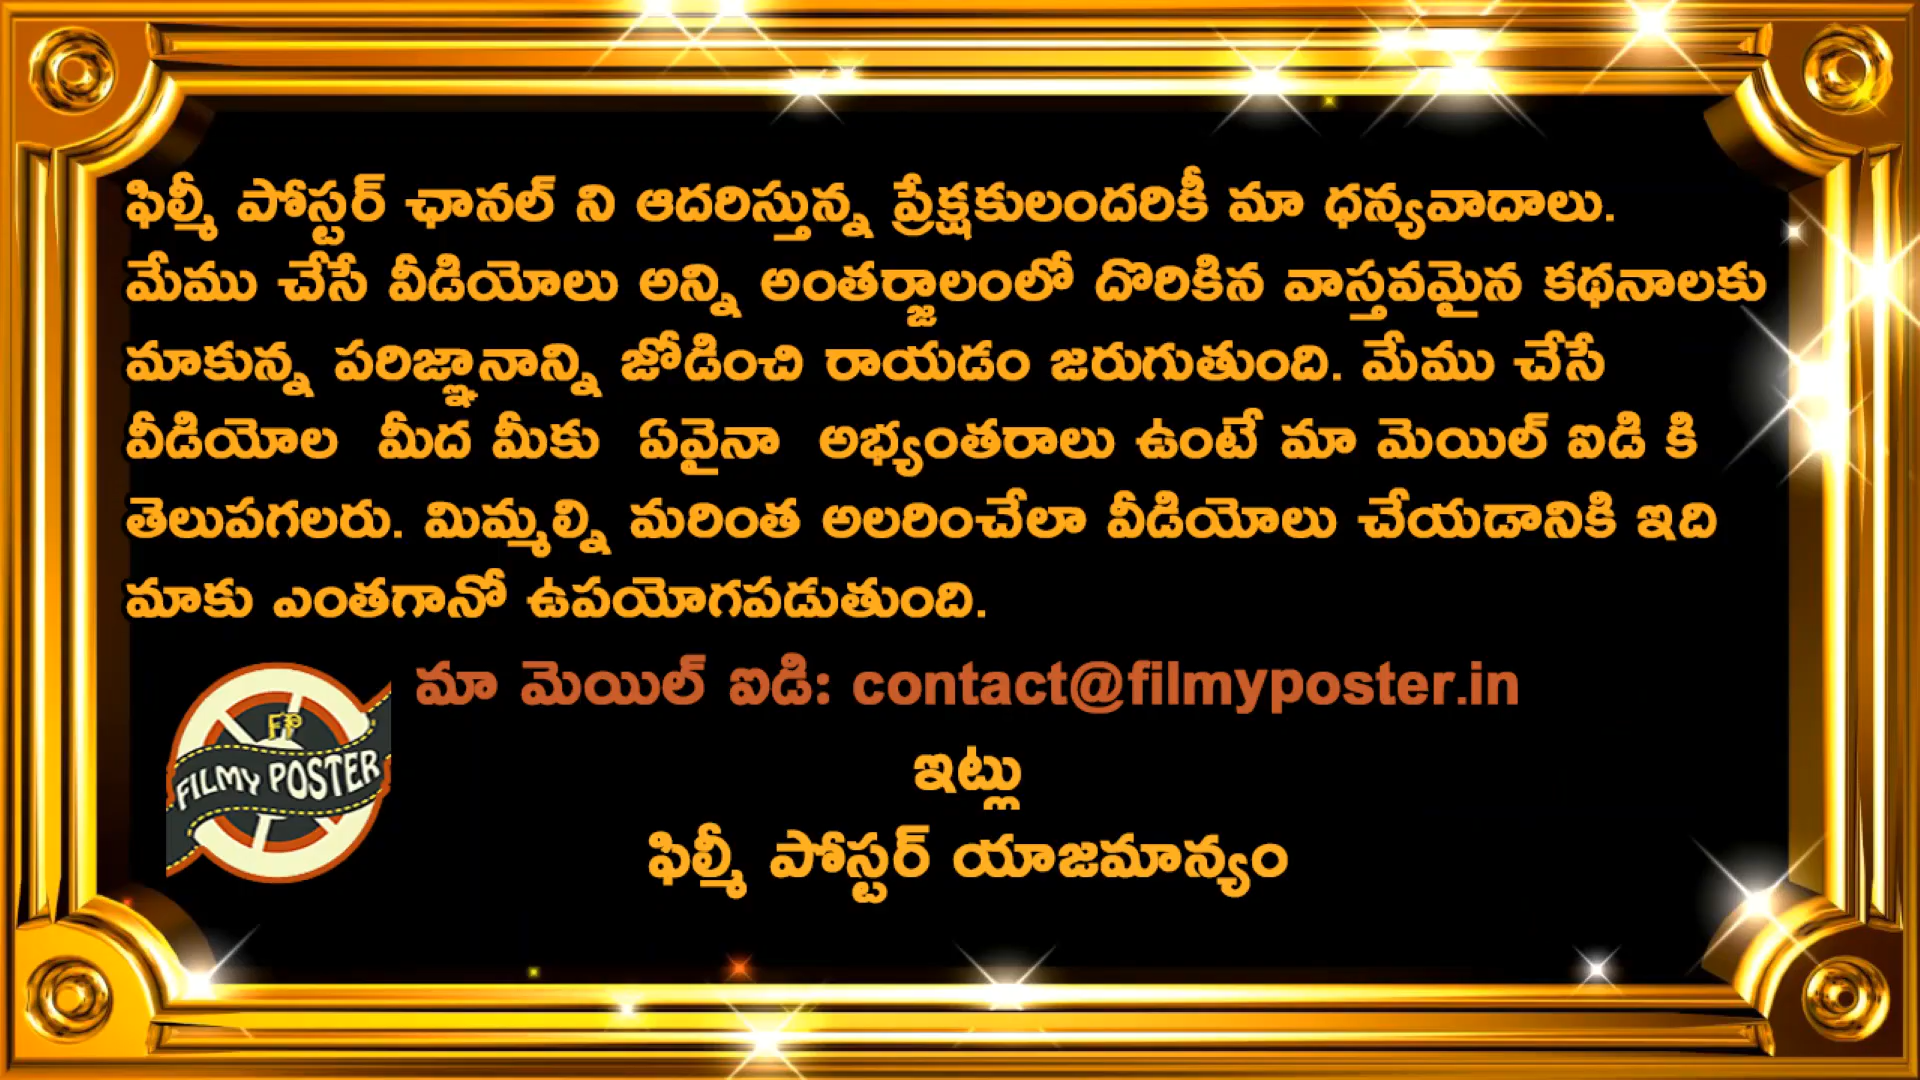 ఫిల్మీ పోస్టర్ ఛానల్ ని ఆదరిస్తున్న ప్రేక్షకులందరికీ మా ధన్యవాదాలు.
మేము చేసే వీడియోలు అన్ని అంతర్జాలంలో దొరికిన వాస్తవమైన కథనాలకు
మాకున్న పరిజ్ఞానాన్ని జోడించి రాయడం జరుగుతుంది. మేము చేసే
వీడియోల మీద మీకు ఏవైనా అభ్యంతరాలు ఉంటే మా మెయిల్ ఐడి కి
తెలుపగలరు. మిమ్మల్ని మరింత అలరించేలా వీడియోలు చేయడానికి ఇది
మాకు ఎంతగానో ఉపయోగపడుతుంది.
మా మెయిల్ ఐడి: contact@filmyposter.in
FP
FILMY POSTER
ఇట్లు
ఫిల్మీ పోస్టర్ యాజమాన్యం